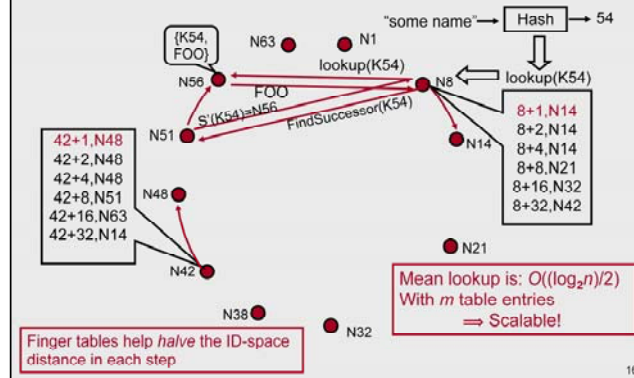 "some name"
Hash
54
{K54,
FOO}
N63
N1
lookup(K54)
N56
FOO
N8
lookup(K54)
S'(K54)=N56
FindSuccessor(K54)
N51
N14
8+1,N14
8+2,N14
8+4,N14
8+8,N21
8+16,N32
8+32,N42
42+1,N48
42+2,N48
42+4,N48
42+8,N51
42+16,N63
42+32,N14
N48
N42
N21
N38
N32
Mean lookup is: O((log₂n)/2)
With m table entries
⟹ Scalable!
Finger tables help halve the ID-space
distance in each step
16